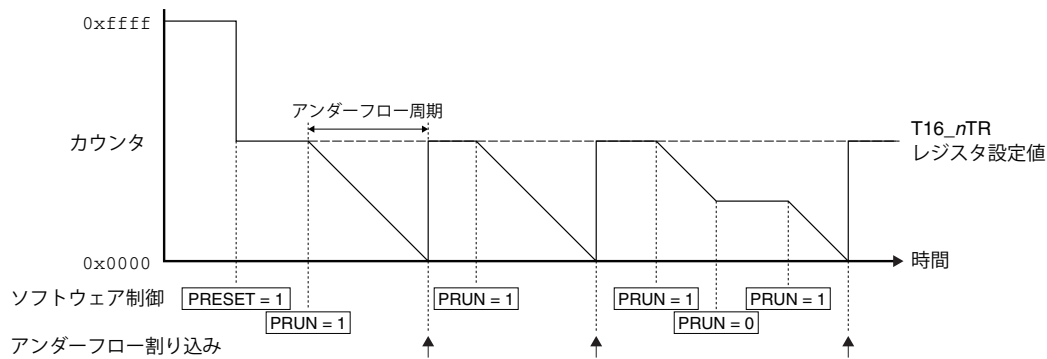 0xffff
アンダーフロー周期
カウンタ
T16_nTR
レジスタ設定値
0x0000
時間
ソフトウェア制御
PRESET = 1
PRUN = 1
PRUN = 1
PRUN = 1
PRUN = 0
PRUN = 1
アンダーフロー割り込み